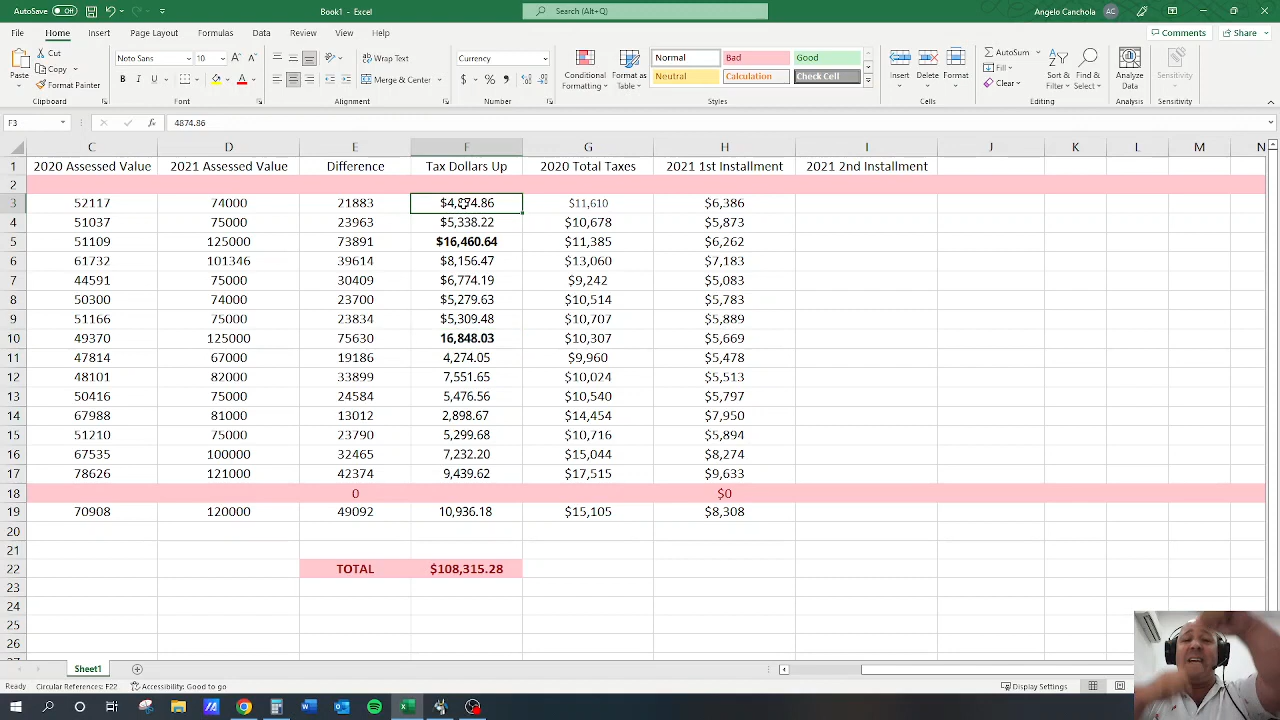 AutoSave Off Book1 - Excel Search (Alt+Q) Angelo Canchola AC
File Home Insert Page Layout Formulas Data Review View Help Comments Share
Paste Cut Copy Format Painter Clipboard
Noto Sans 10 Font
Wrap Text Merge & Center Alignment
Currency Number
Conditional Formatting Format as Table Normal Bad Good Neutral Calculation Check Cell Styles
Insert Delete Format Cells
AutoSum Fill Clear Sort & Filter Find & Select Editing
Analyze Data Analysis Sensitivity Sensitivity
F3 fx 4874.86
C D E F G H I J K L M N
1 2020 Assessed Value 2021 Assessed Value Difference Tax Dollars Up 2020 Total Taxes 2021 1st Installment 2021 2nd Installment
2
3 52117 74000 21883 $4,874.86 $11,610 $6,386
4 51037 75000 23963 $5,338.22 $10,678 $5,873
5 51109 125000 73891 $16,460.64 $11,385 $6,262
6 61732 101346 39614 $8,156.47 $13,060 $7,183
7 44591 75000 30409 $6,774.19 $9,242 $5,083
8 50300 74000 23700 $5,279.63 $10,514 $5,783
9 51166 75000 23834 $5,309.48 $10,707 $5,889
10 49370 125000 75630 16,848.03 $10,307 $5,669
11 47814 67000 19186 4,274.05 $9,960 $5,478
12 48101 82000 33899 7,551.65 $10,024 $5,513
13 50416 75000 24584 5,476.56 $10,540 $5,797
14 67988 81000 13012 2,898.67 $14,454 $7,950
15 51210 75000 23790 5,299.68 $10,716 $5,894
16 67535 100000 32465 7,232.20 $15,044 $8,274
17 78626 121000 42374 9,439.62 $17,515 $9,633
18 0 $0
19 70908 120000 49092 10,936.18 $15,105 $8,308
20
21
22 TOTAL $108,315.28
23
24
25
26
Sheet1
Ready Circular References: F22 Accessibility: Good to go Display Settings